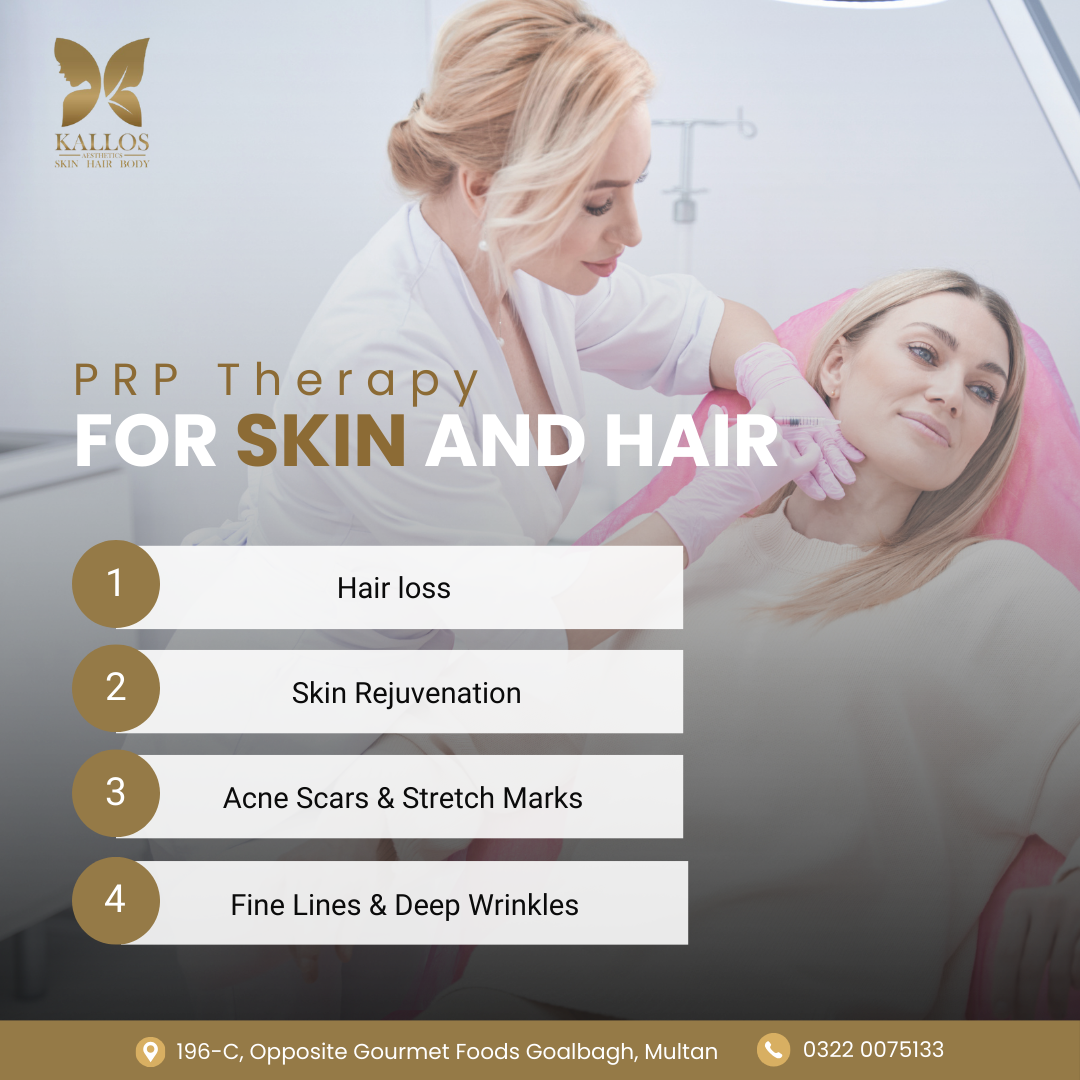 KALLOS
AESTHETICS
SKIN HAIR BODY
PRP Therapy
FOR SKIN AND HAIR
1
Hair loss
2
Skin Rejuvenation
3
Acne Scars & Stretch Marks
4
Fine Lines & Deep Wrinkles
196-C, Opposite Gourmet Foods Goalbagh, Multan
0322 0075133